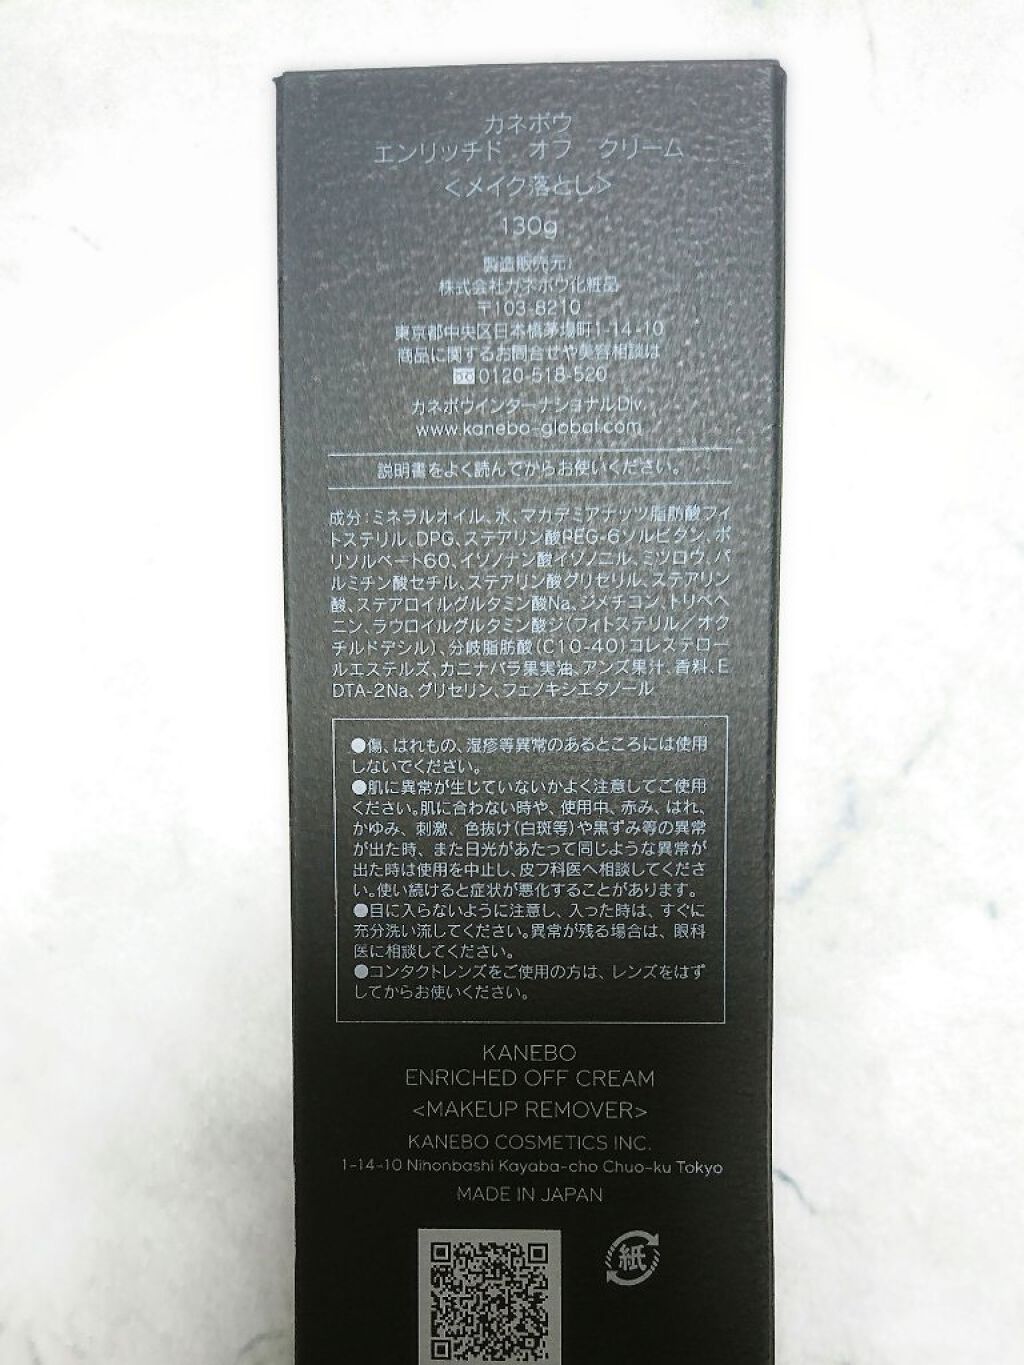 カネボウ
エンリッチド オフ クリーム
<メイク落とし>
130g
製造販売元
株式会社カネボウ化粧品
〒103-8210
東京都中央区日本橋茅場町1-14-10
商品に関するお問合せや美容相談は
0120-518-520
カネボウインターナショナルDiv.
www.kanebo-global.com
説明書をよく読んでからお使いください。
成分：ミネラルオイル、水、マカデミアナッツ脂肪酸フィ
トステリル、DPG、ステアリン酸PEG-6ソルビタン、ポ
リソルベート60、イソノナン酸イソノニル、ミツロウ、パ
ルミチン酸セチル、ステアリン酸グリセリル、ステアリン
酸、ステアロイルグルタミン酸Na、ジメチコン、トリベヘ
ニン、ラウロイルグルタミン酸ジ(フィトステリル／オク
チルドデシル)、分岐脂肪酸(C10-40)コレステロー
ルエステルズ、カニナバラ果実油、アンズ果汁、香料、E
DTA-2Na、グリセリン、フェノキシエタノール
●傷、はれもの、湿疹等異常のあるところには使用
しないでください。
●肌に異常が生じていないかよく注意してご使用
ください。肌に合わない時や、使用中、赤み、はれ、
かゆみ、刺激、色抜け(白斑等)や黒ずみ等の異常
が出た時、また日光があたって同じような異常が
出た時は使用を中止し、皮フ科医へ相談してくださ
い。使い続けると症状が悪化することがあります。
●目に入らないように注意し、入った時は、すぐに
充分洗い流してください。異常が残る場合は、眼科
医に相談してください。
●コンタクトレンズをご使用の方は、レンズをはず
してからお使いください。
KANEBO
ENRICHED OFF CREAM
<MAKEUP REMOVER>
KANEBO COSMETICS INC.
1-14-10 Nihonbashi Kayaba-cho Chuo-ku Tokyo
MADE IN JAPAN
紙